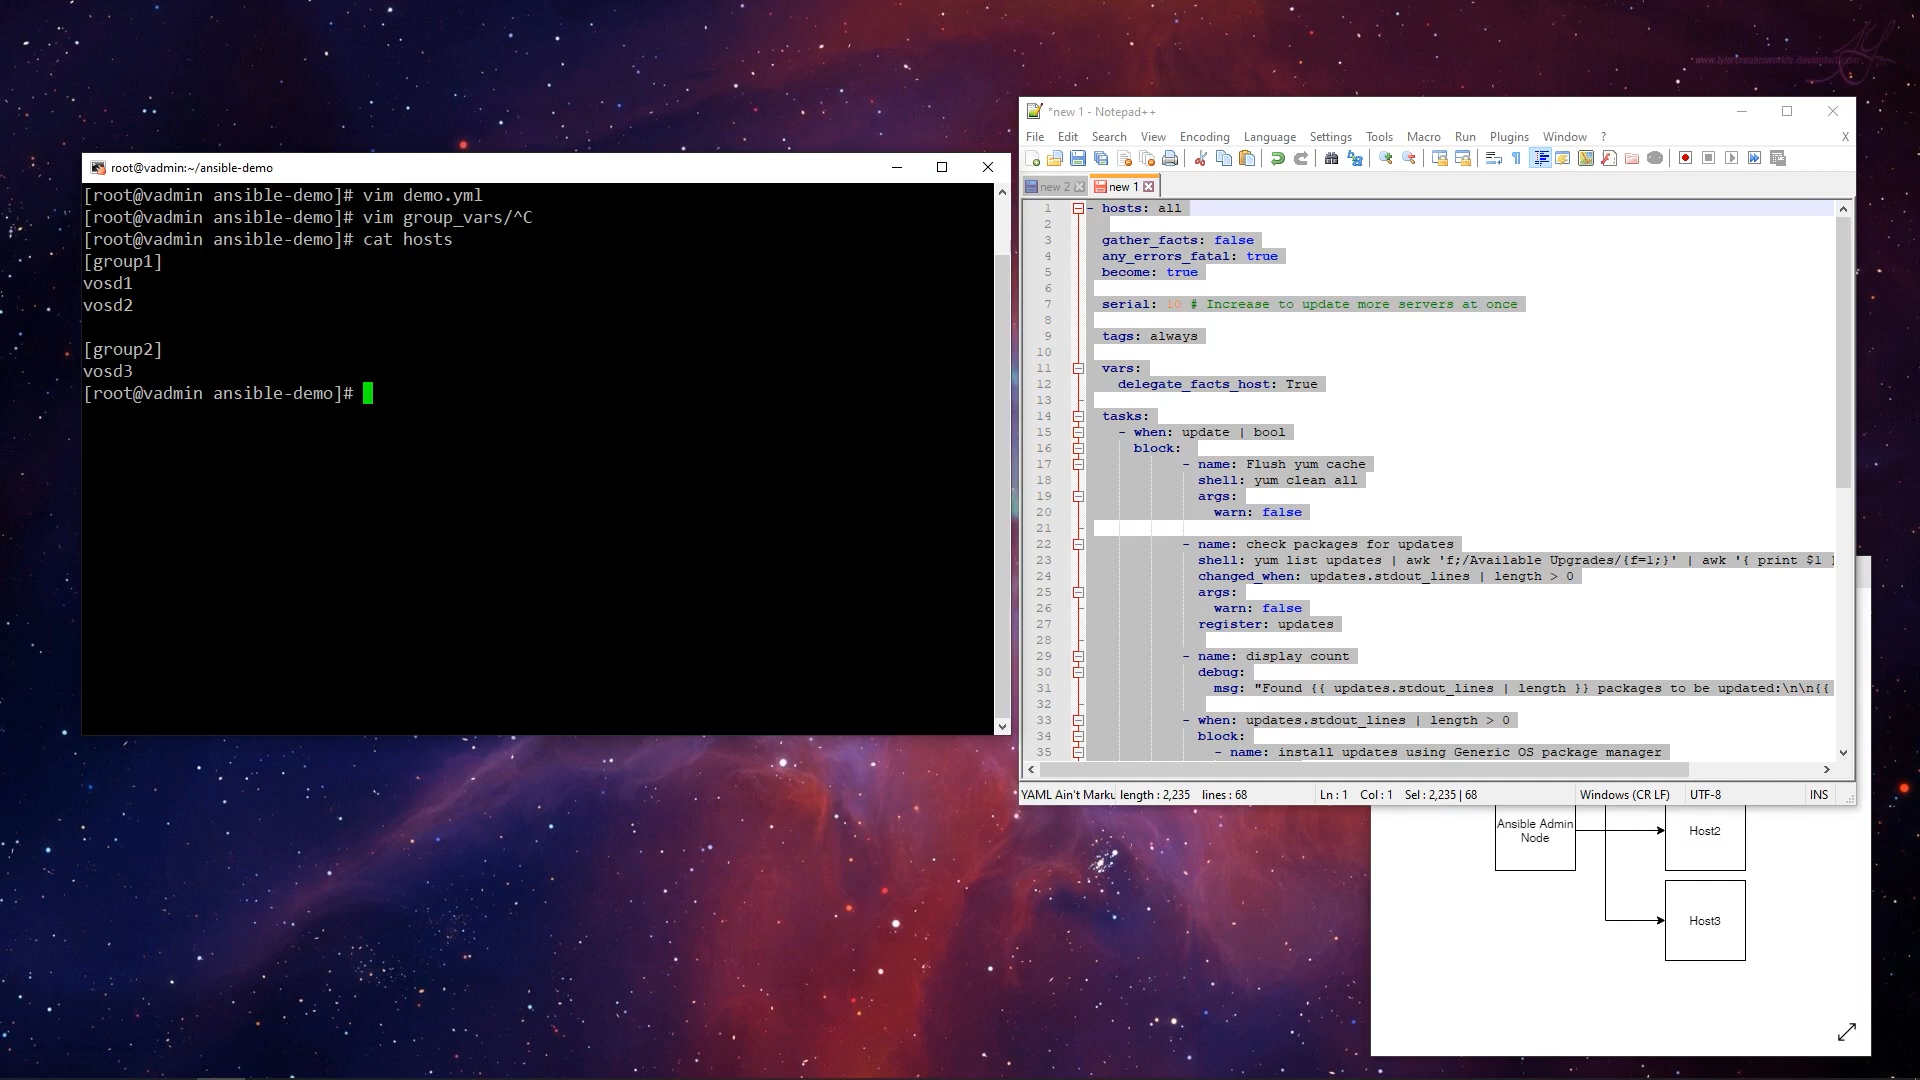 www.tylercreatesworlds.deviantart.com
root@vadmin:~/ansible-demo
[root@vadmin ansible-demo]# vim demo.yml
[root@vadmin ansible-demo]# vim group_vars/^C
[root@vadmin ansible-demo]# cat hosts
[group1]
vosd1
vosd2
[group2]
vosd3
[root@vadmin ansible-demo]#
*new 1 - Notepad++
File Edit Search View Encoding Language Settings Tools Macro Run Plugins Window ? X
new 2 new 1
1 - hosts: all
2
3 gather_facts: false
4 any_errors_fatal: true
5 become: true
6
7 serial: 10 # Increase to update more servers at once
8
9 tags: always
10
11 vars:
12 delegate_facts_host: True
13
14 tasks:
15 - when: update | bool
16 block:
17 - name: Flush yum cache
18 shell: yum clean all
19 args:
20 warn: false
21
22 - name: check packages for updates
23 shell: yum list updates | awk 'f;/Available Upgrades/{f=1;}' | awk '{ print $1 }
24 changed_when: updates.stdout_lines | length > 0
25 args:
26 warn: false
27 register: updates
28
29 - name: display count
30 debug:
31 msg: "Found {{ updates.stdout_lines | length }} packages to be updated:\n\n{{
32
33 - when: updates.stdout_lines | length > 0
34 block:
35 - name: install updates using Generic OS package manager
YAML Ain't Marku length : 2,235 lines : 68 Ln : 1 Col : 1 Sel : 2,235 | 68 Windows (CR LF) UTF-8 INS
Ansible Admin
Node
Host2
Host3